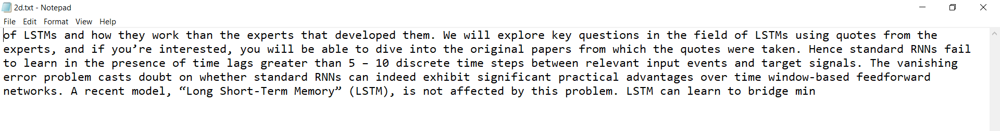 2d.txt - Notepad
File Edit Format View Help
of LSTMs and how they work than the experts that developed them. We will explore key questions in the field of LSTMs using quotes from the
experts, and if you’re interested, you will be able to dive into the original papers from which the quotes were taken. Hence standard RNNs fail
to learn in the presence of time lags greater than 5 – 10 discrete time steps between relevant input events and target signals. The vanishing
error problem casts doubt on whether standard RNNs can indeed exhibit significant practical advantages over time window-based feedforward
networks. A recent model, “Long Short-Term Memory” (LSTM), is not affected by this problem. LSTM can learn to bridge min